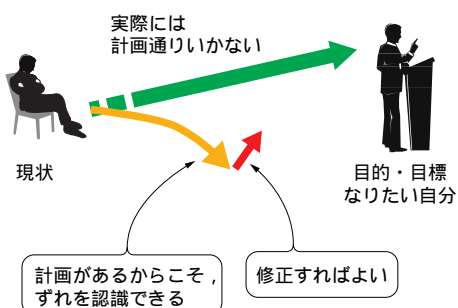 実際には
計画通りいかない
現状
目的・目標
なりたい自分
計画があるからこそ,
ずれを認識できる
修正すればよい